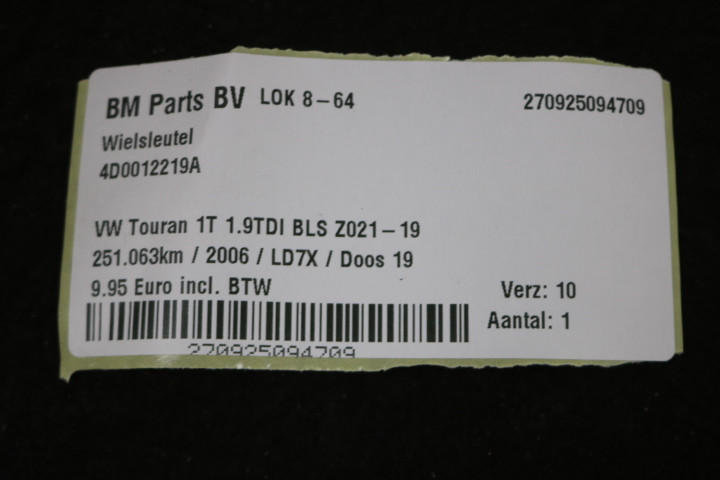 BM Parts BV LOK 8-64 270925094709
Wielsleutel
4D0012219A
VW Touran 1T 1.9TDI BLS Z021-19
251.063km / 2006 / LD7X / Doos 19
9.95 Euro incl. BTW Verz: 10
Aantal: 1
270925094709